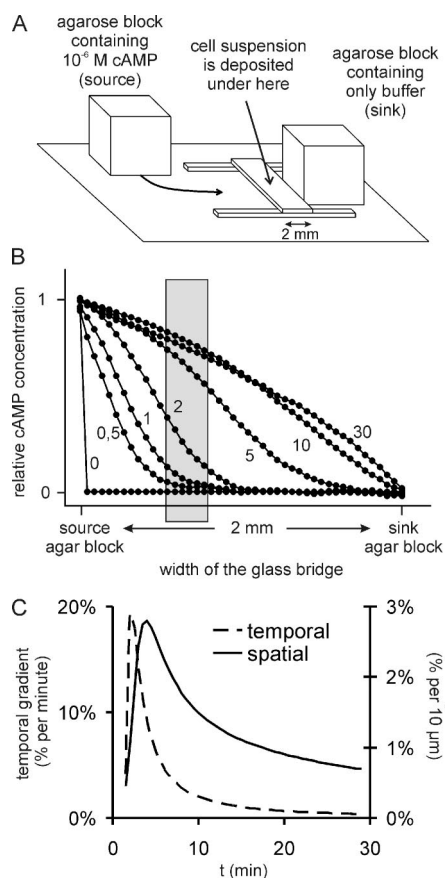 A
agarose block
containing
10⁻⁶ M cAMP
(source)
cell suspension
is deposited
under here
agarose block
containing
only buffer
(sink)
2 mm
B
relative cAMP concentration
1
0
0
0,5
1
2
5
10
30
source
agar block
2 mm
sink
agar block
width of the glass bridge
C
temporal gradient
(% per minute)
20%
10%
0%
temporal
spatial
3%
2%
1%
0%
(% per 10 µm)
0
10
20
30
t (min)